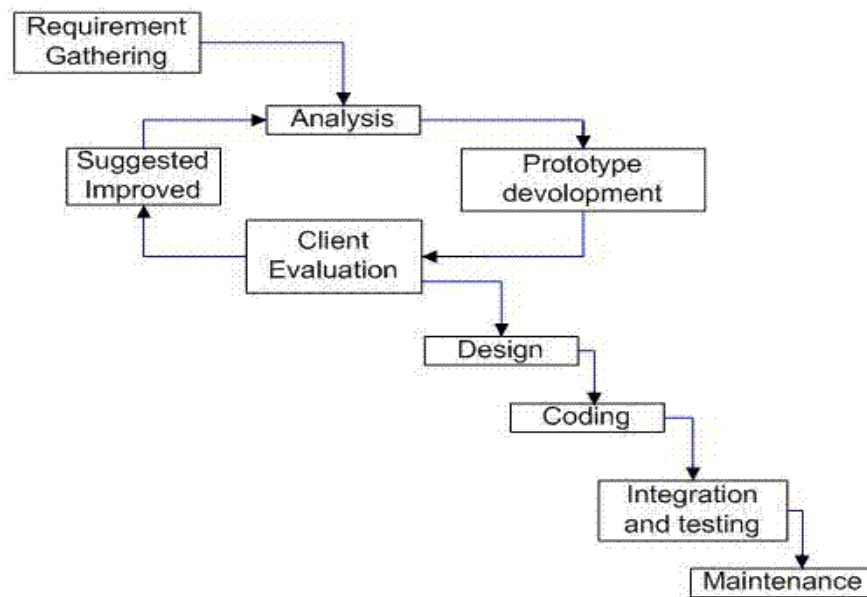 Requirement
Gathering
Analysis
Suggested
Improved
Prototype
devolopment
Client
Evaluation
Design
Coding
Integration
and testing
Maintenance